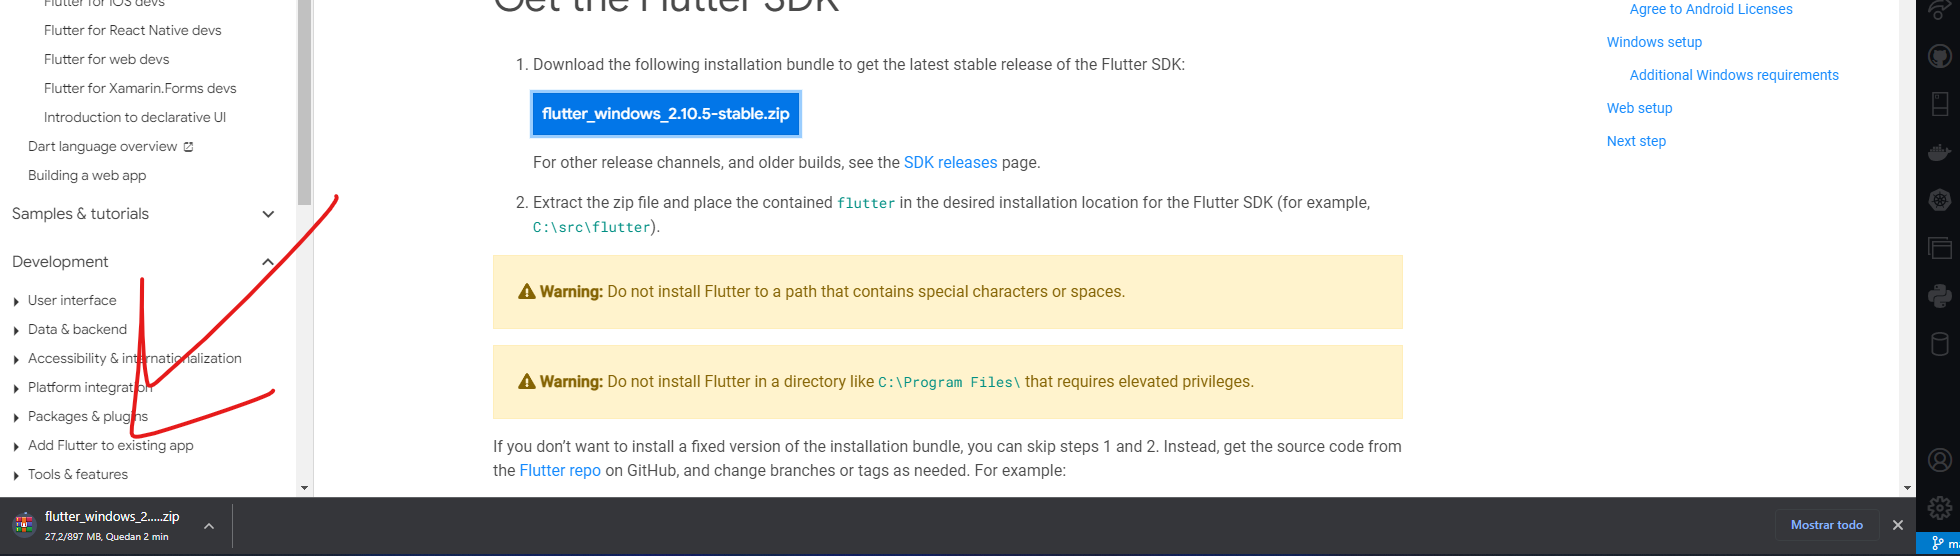 Flutter for iOS devs
Flutter for React Native devs
Flutter for web devs
Flutter for Xamarin.Forms devs
Introduction to declarative UI
Dart language overview
Building a web app
Samples & tutorials
Development
User interface
Data & backend
Accessibility & internationalization
Platform integration
Packages & plugins
Add Flutter to existing app
Tools & features
Get the Flutter SDK
1. Download the following installation bundle to get the latest stable release of the Flutter SDK:
flutter_windows_2.10.5-stable.zip
For other release channels, and older builds, see the SDK releases page.
2. Extract the zip file and place the contained flutter in the desired installation location for the Flutter SDK (for example,
C:\src\flutter).
Warning: Do not install Flutter to a path that contains special characters or spaces.
Warning: Do not install Flutter in a directory like C:\Program Files\ that requires elevated privileges.
If you don’t want to install a fixed version of the installation bundle, you can skip steps 1 and 2. Instead, get the source code from
the Flutter repo on GitHub, and change branches or tags as needed. For example:
Agree to Android Licenses
Windows setup
Additional Windows requirements
Web setup
Next step
flutter_windows_2.....zip
27,2/897 MB, Quedan 2 min
Mostrar todo